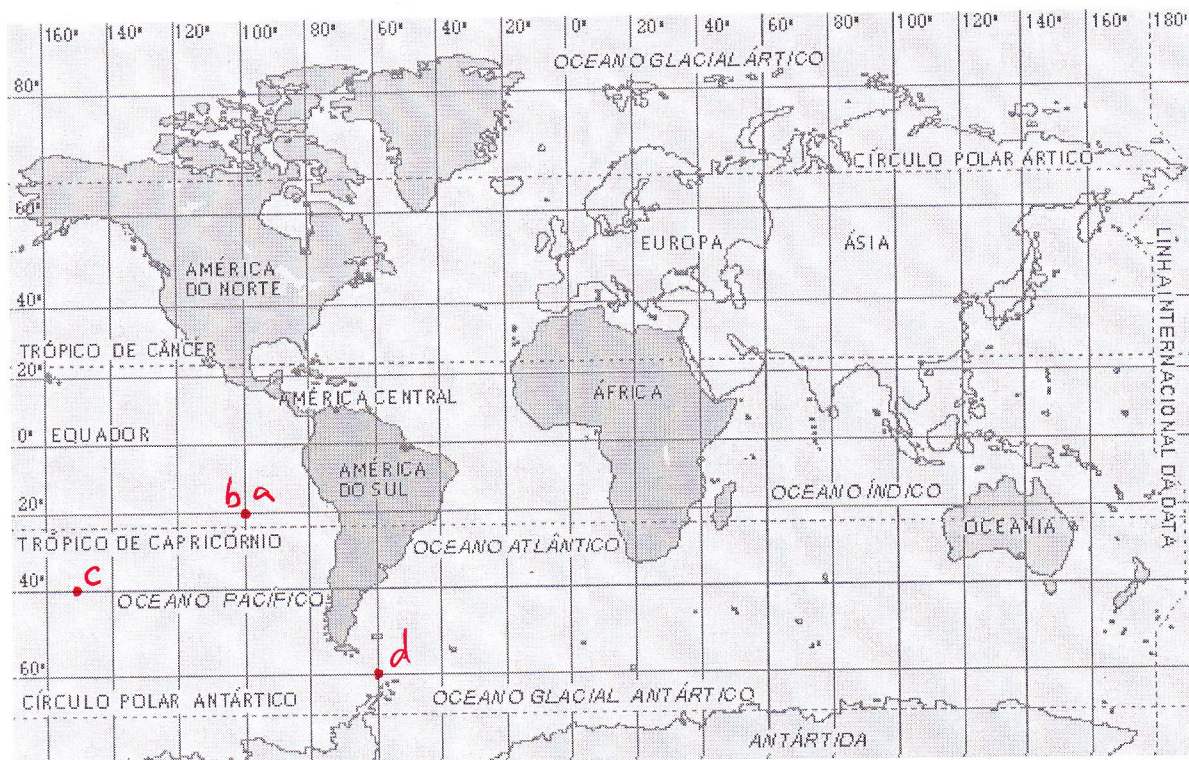 160° 140° 120° 100° 80° 60° 40° 20° 0° 20° 40° 60° 80° 100° 120° 140° 160° 180°
OCEANO GLACIAL ÁRTICO
80°
CÍRCULO POLAR ÁRTICO
60°
EUROPA
ÁSIA
AMÉRICA
DO NORTE
40°
TRÓPICO DE CÂNCER
20°
AMÉRICA CENTRAL
ÁFRICA
0°
EQUADOR
AMÉRICA
DO SUL
LINHA INTERNACIONAL DA DATA
b a
OCEANO ÍNDIC
20°
OCEANIA
TRÓPICO DE CAPRICÓRNIO
OCEANO ATLÂNTICO
c
40°
OCEANO PACÍFICO
d
60°
CÍRCULO POLAR ANTÁRTICO
OCEANO GLACIAL ANTÁRTICO
ANTÁRTIDA